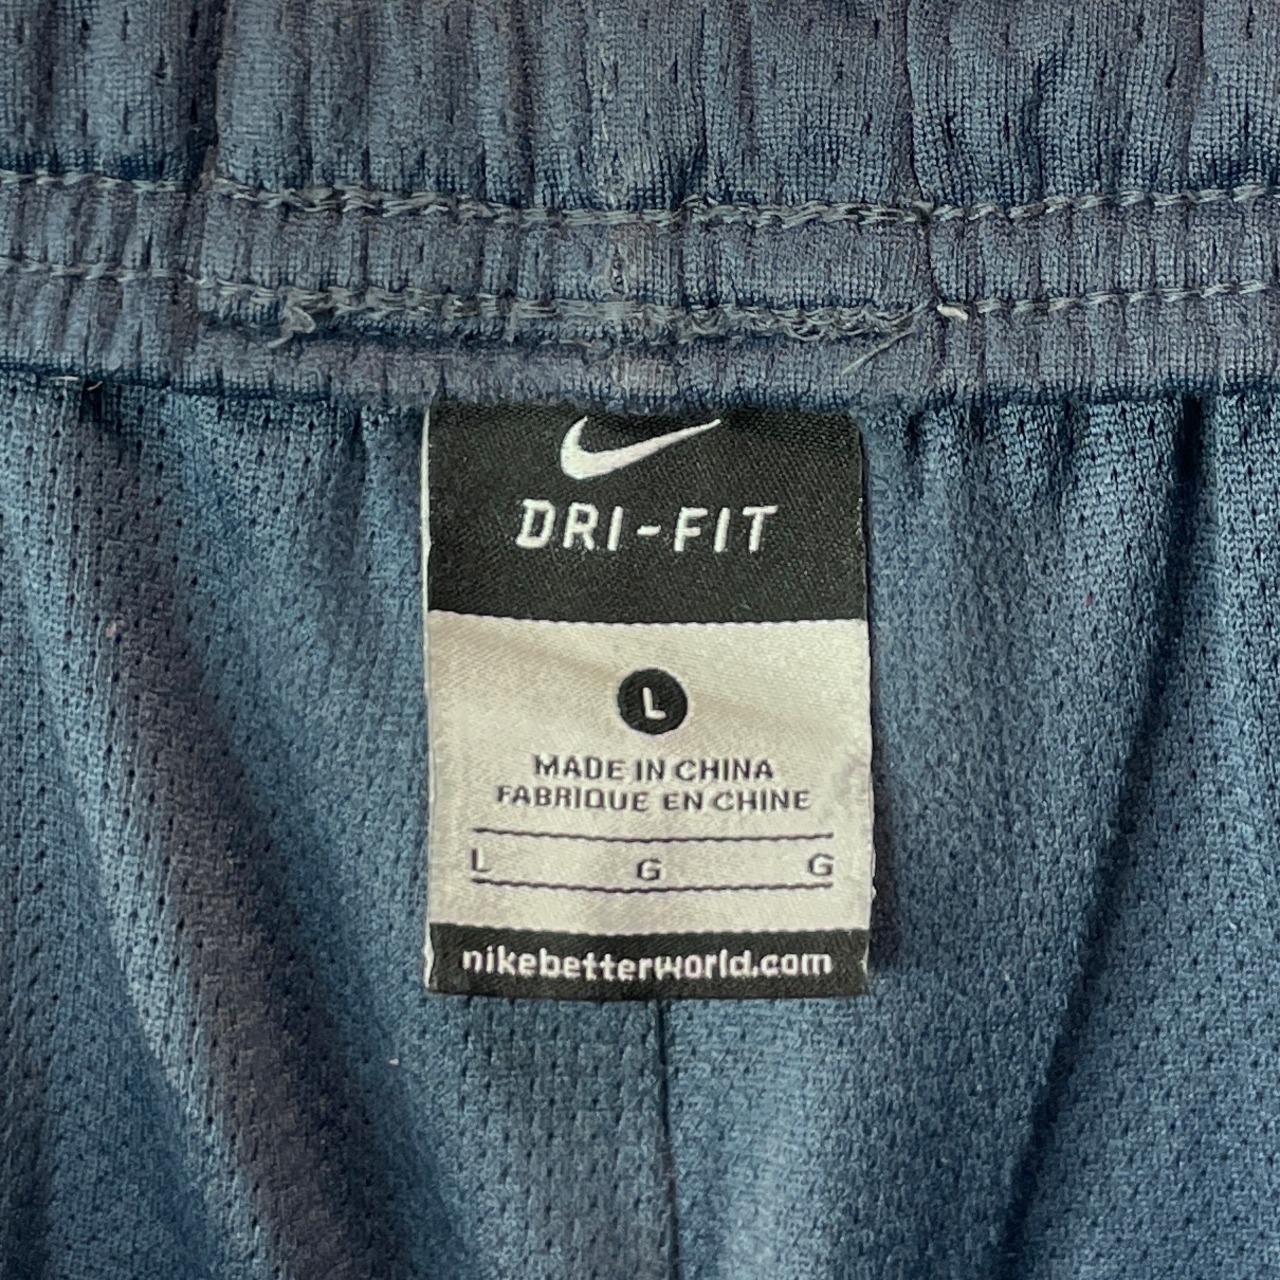 DRI-FIT
L
MADE IN CHINA
FABRIQUE EN CHINE
L G G
nikebetterworld.com